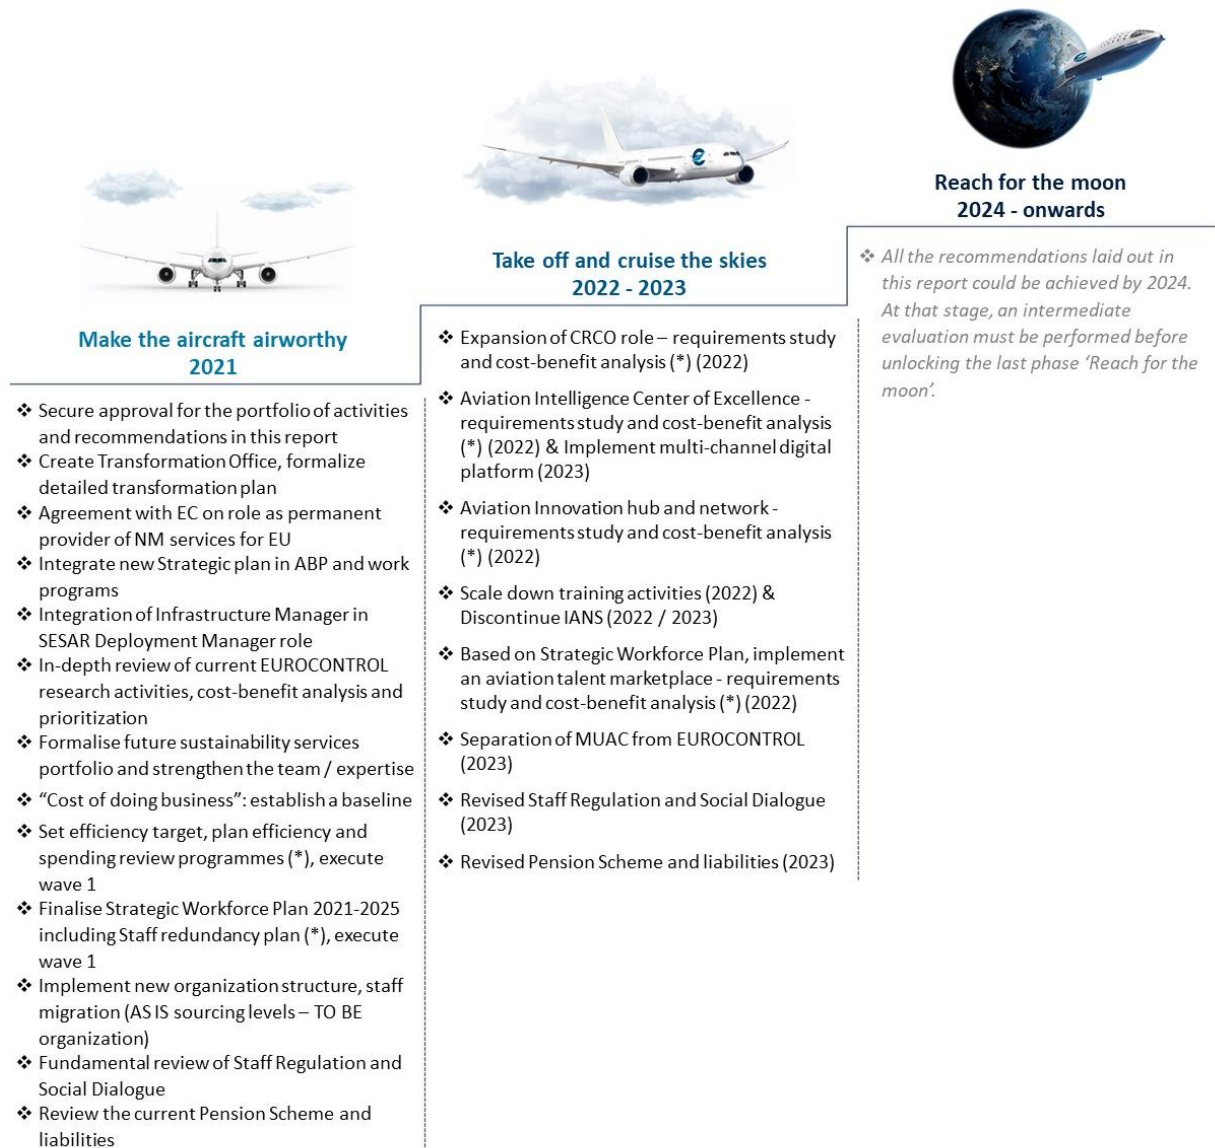 Make the aircraft airworthy
2021
❖ Secure approval for the portfolio of activities
and recommendations in this report
❖ Create Transformation Office, formalize
detailed transformation plan
❖ Agreement with EC on role as permanent
provider of NM services for EU
❖ Integrate new Strategic plan in ABP and work
programs
❖ Integration of Infrastructure Manager in
SESAR Deployment Manager role
❖ In-depth review of current EUROCONTROL
research activities, cost-benefit analysis and
prioritization
❖ Formalise future sustainability services
portfolio and strengthen the team / expertise
❖ “Cost of doing business”: establish a baseline
❖ Set efficiency target, plan efficiency and
spending review programmes (*), execute
wave 1
❖ Finalise Strategic Workforce Plan 2021-2025
including Staff redundancy plan (*), execute
wave 1
❖ Implement new organization structure, staff
migration (AS IS sourcing levels – TO BE
organization)
❖ Fundamental review of Staff Regulation and
Social Dialogue
❖ Review the current Pension Scheme and
liabilities
Take off and cruise the skies
2022 - 2023
❖ Expansion of CRCO role – requirements study
and cost-benefit analysis (*) (2022)
❖ Aviation Intelligence Center of Excellence -
requirements study and cost-benefit analysis
(*) (2022) & Implement multi-channel digital
platform (2023)
❖ Aviation Innovation hub and network -
requirements study and cost-benefit analysis
(*) (2022)
❖ Scale down training activities (2022) &
Discontinue IANS (2022 / 2023)
❖ Based on Strategic Workforce Plan, implement
an aviation talent marketplace - requirements
study and cost-benefit analysis (*) (2022)
❖ Separation of MUAC from EUROCONTROL
(2023)
❖ Revised Staff Regulation and Social Dialogue
(2023)
❖ Revised Pension Scheme and liabilities (2023)
Reach for the moon
2024 - onwards
❖ All the recommendations laid out in
this report could be achieved by 2024.
At that stage, an intermediate
evaluation must be performed before
unlocking the last phase ‘Reach for the
moon’.